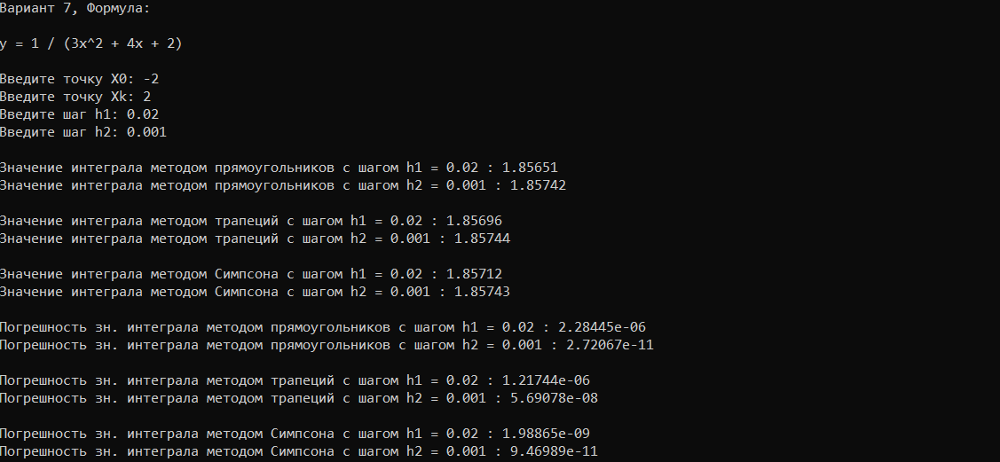 Вариант 7, Формула:
y = 1 / (3x^2 + 4x + 2)
Введите точку X0: -2
Введите точку Xk: 2
Введите шаг h1: 0.02
Введите шаг h2: 0.001
Значение интеграла методом прямоугольников с шагом h1 = 0.02 : 1.85651
Значение интеграла методом прямоугольников с шагом h2 = 0.001 : 1.85742
Значение интеграла методом трапеций с шагом h1 = 0.02 : 1.85696
Значение интеграла методом трапеций с шагом h2 = 0.001 : 1.85744
Значение интеграла методом Симпсона с шагом h1 = 0.02 : 1.85712
Значение интеграла методом Симпсона с шагом h2 = 0.001 : 1.85743
Погрешность зн. интеграла методом прямоугольников с шагом h1 = 0.02 : 2.28445e-06
Погрешность зн. интеграла методом прямоугольников с шагом h2 = 0.001 : 2.72067e-11
Погрешность зн. интеграла методом трапеций с шагом h1 = 0.02 : 1.21744e-06
Погрешность зн. интеграла методом трапеций с шагом h2 = 0.001 : 5.69078e-08
Погрешность зн. интеграла методом Симпсона с шагом h1 = 0.02 : 1.98865e-09
Погрешность зн. интеграла методом Симпсона с шагом h2 = 0.001 : 9.46989e-11